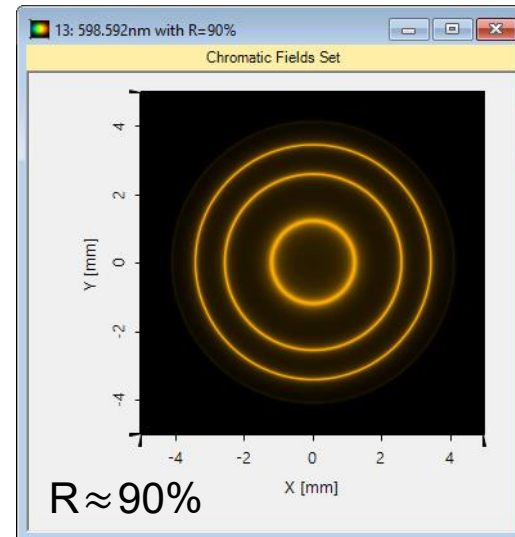 13: 598.592nm with R=90%
Chromatic Fields Set
4
2
0
-2
-4
Y [mm]
-4 -2 0 2 4
X [mm]
R≈90%